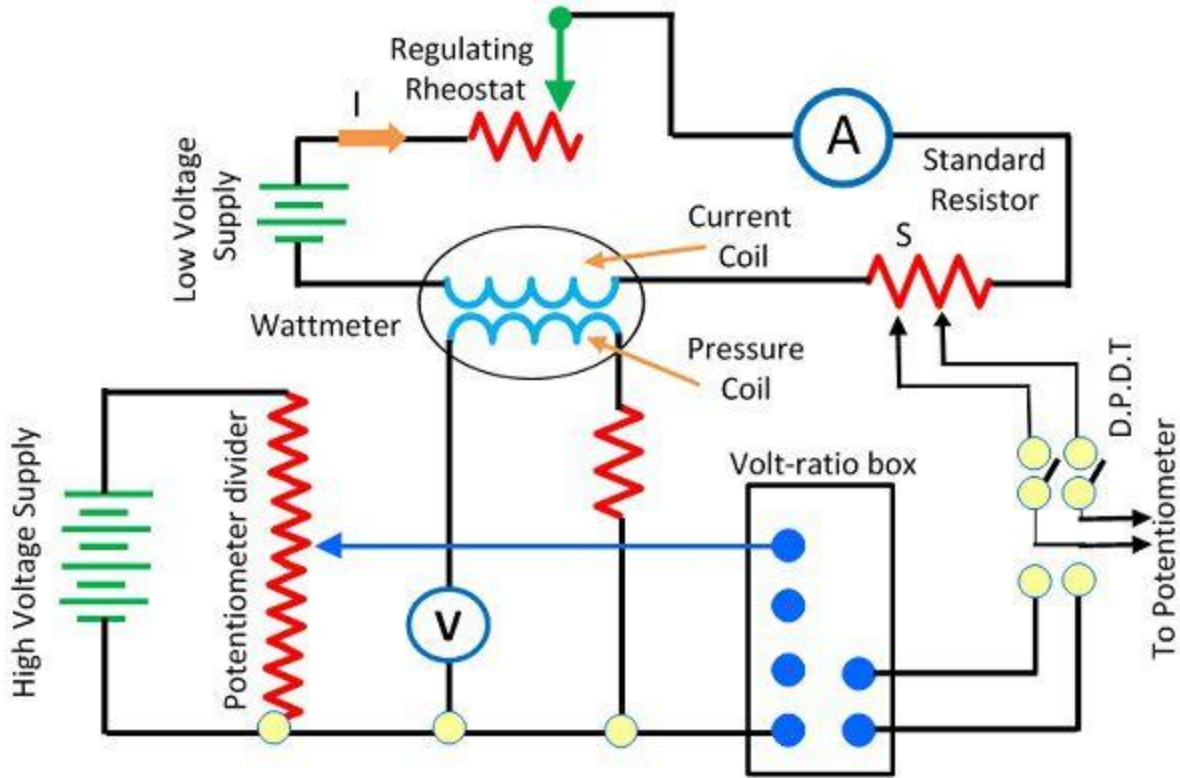 Regulating
Rheostat
I
A
Standard
Resistor
Low Voltage
Supply
Current
Coil
S
Wattmeter
Pressure
Coil
D.P.D.T
High Voltage Supply
Potentiometer divider
Volt-ratio box
V
To Potentiometer